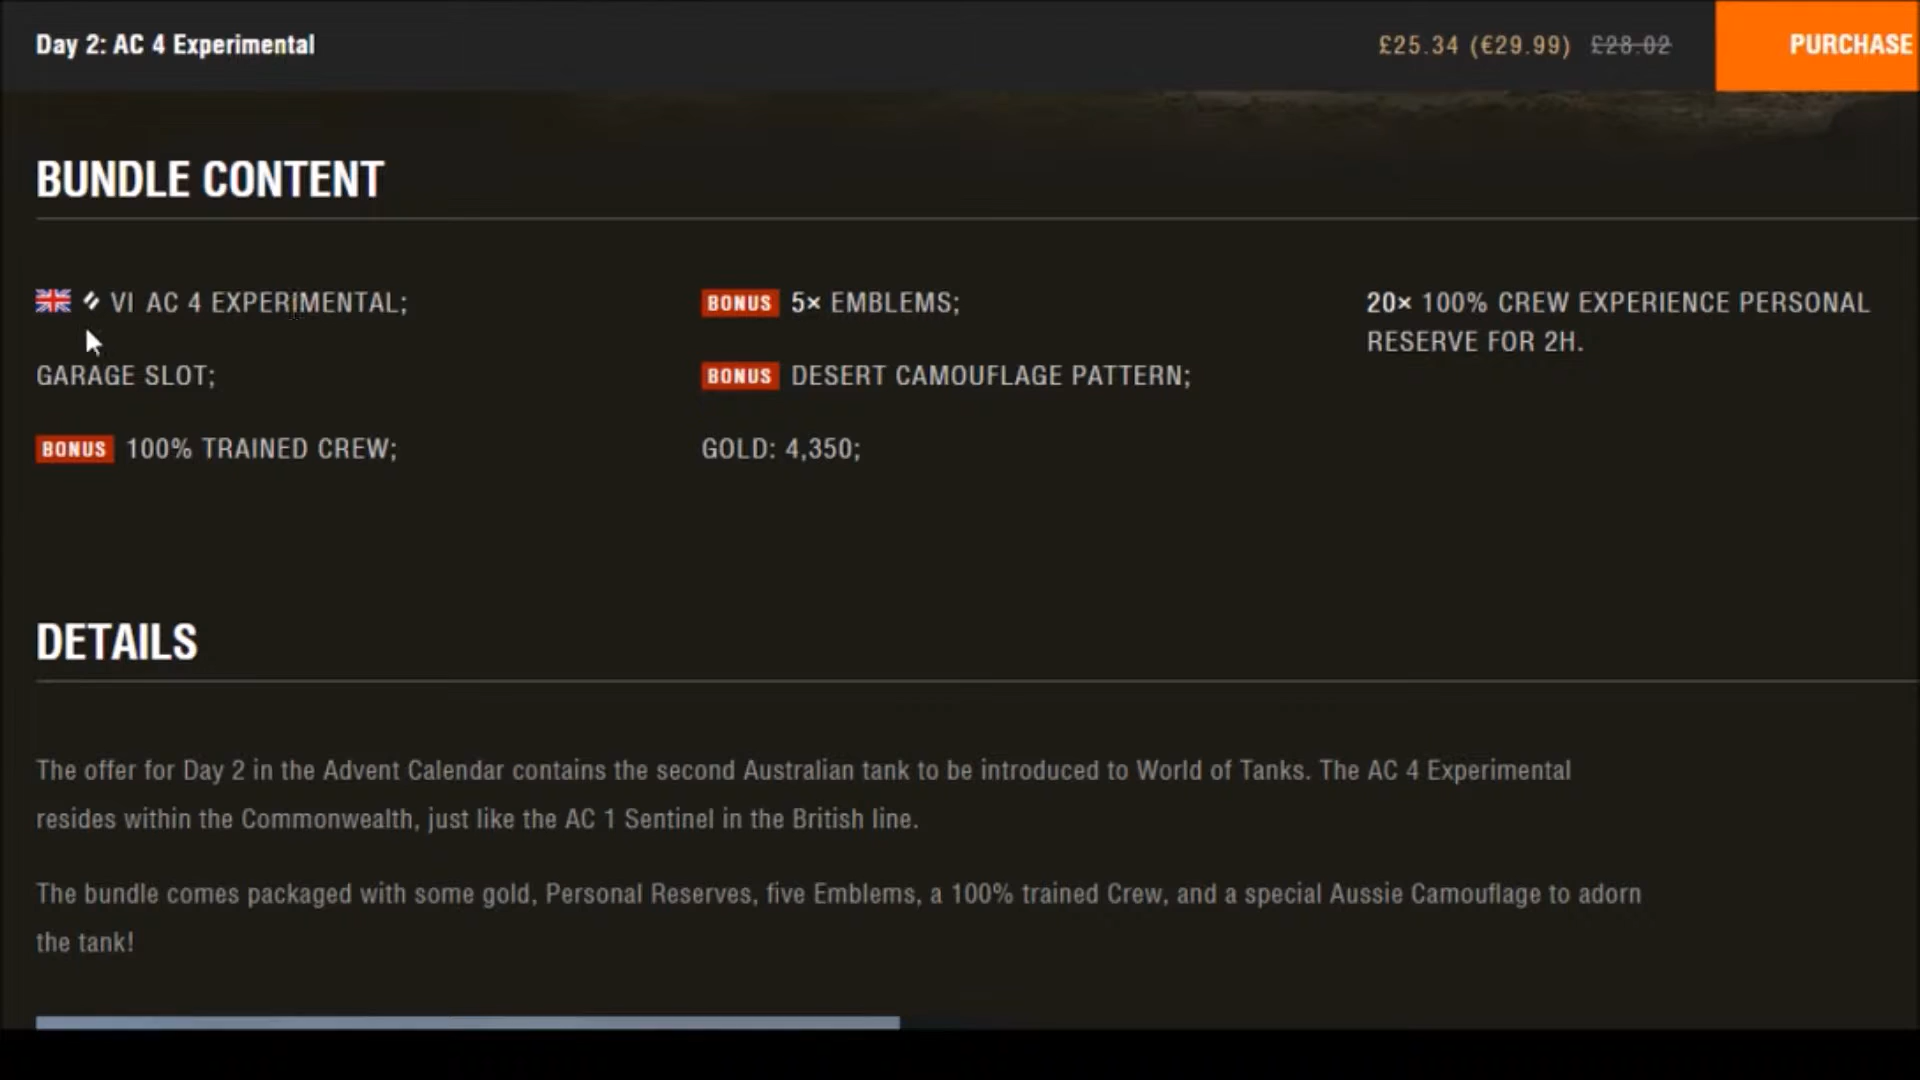 Day 2: AC 4 Experimental
£25.34 (€29.99) £28.02
PURCHASE
BUNDLE CONTENT
VI AC 4 EXPERIMENTAL;
GARAGE SLOT;
BONUS 100% TRAINED CREW;
BONUS 5× EMBLEMS;
BONUS DESERT CAMOUFLAGE PATTERN;
GOLD: 4,350;
20× 100% CREW EXPERIENCE PERSONAL
RESERVE FOR 2H.
DETAILS
The offer for Day 2 in the Advent Calendar contains the second Australian tank to be introduced to World of Tanks. The AC 4 Experimental
resides within the Commonwealth, just like the AC 1 Sentinel in the British line.
The bundle comes packaged with some gold, Personal Reserves, five Emblems, a 100% trained Crew, and a special Aussie Camouflage to adorn
the tank!